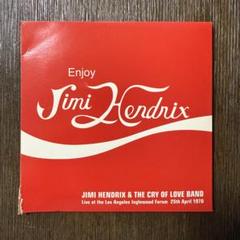 Enjoy
Jimi Hendrix
JIMI HENDRIX & THE CRY OF LOVE BAND
Live at the Los Angeles Inglewood Forum 25th April 1970